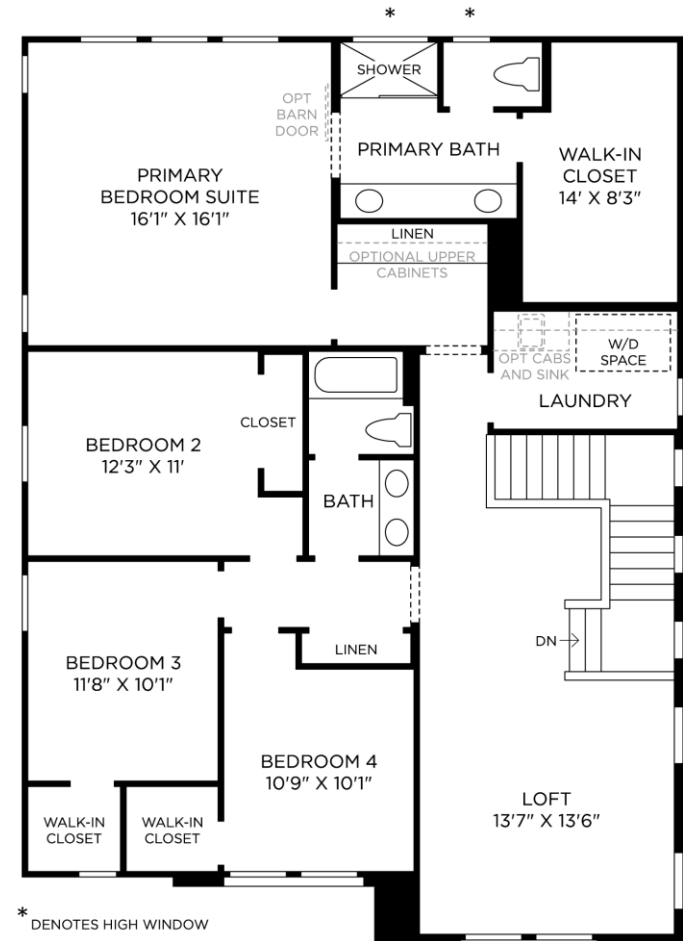 *
*
SHOWER
OPT
BARN
DOOR
PRIMARY BATH
WALK-IN
CLOSET
14' X 8'3"
PRIMARY
BEDROOM SUITE
16'1" X 16'1"
LINEN
OPTIONAL UPPER
CABINETS
W/D
SPACE
OPT CABS
AND SINK
LAUNDRY
CLOSET
BEDROOM 2
12'3" X 11'
BATH
DN
LINEN
BEDROOM 3
11'8" X 10'1"
BEDROOM 4
10'9" X 10'1"
LOFT
13'7" X 13'6"
WALK-IN
CLOSET
WALK-IN
CLOSET
* DENOTES HIGH WINDOW